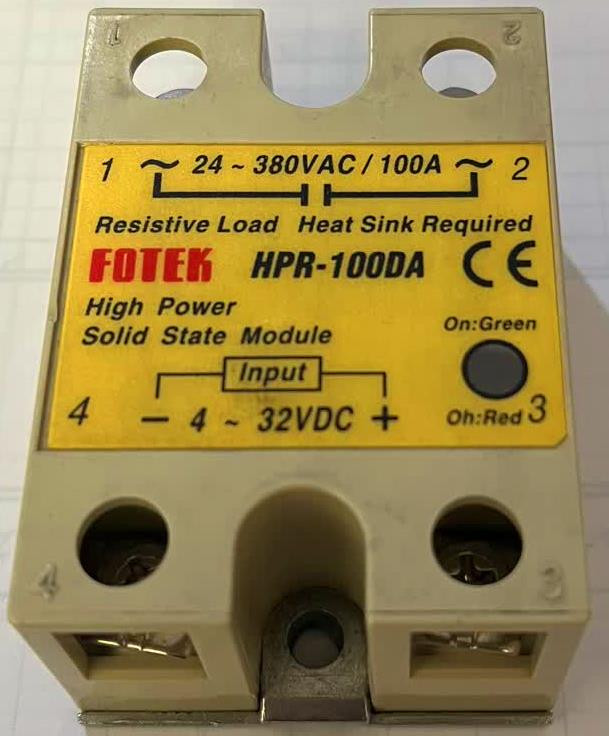 1 2
1 ~ 24 ~ 380VAC / 100A ~ 2
Resistive Load Heat Sink Required
FOTEK HPR-100DA CE
High Power
Solid State Module
On:Green
Input
4 − 4 ~ 32VDC + Oh:Red 3
4 3